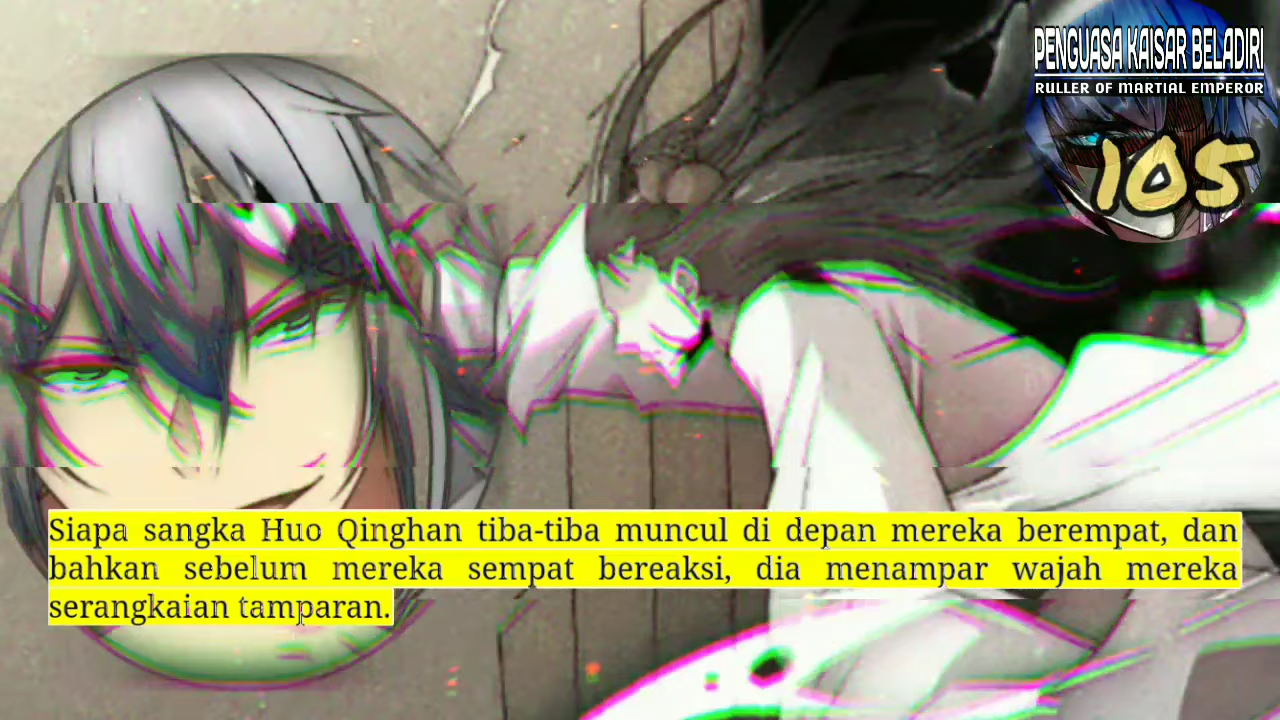 PENGUASA KAISAR BELADIRI
RULLER OF MARTIAL EMPEROR
105
Siapa sangka Huo Qinghan tiba-tiba muncul di depan mereka berempat, dan
bahkan sebelum mereka sempat bereaksi, dia menampar wajah mereka
serangkaian tamparan.